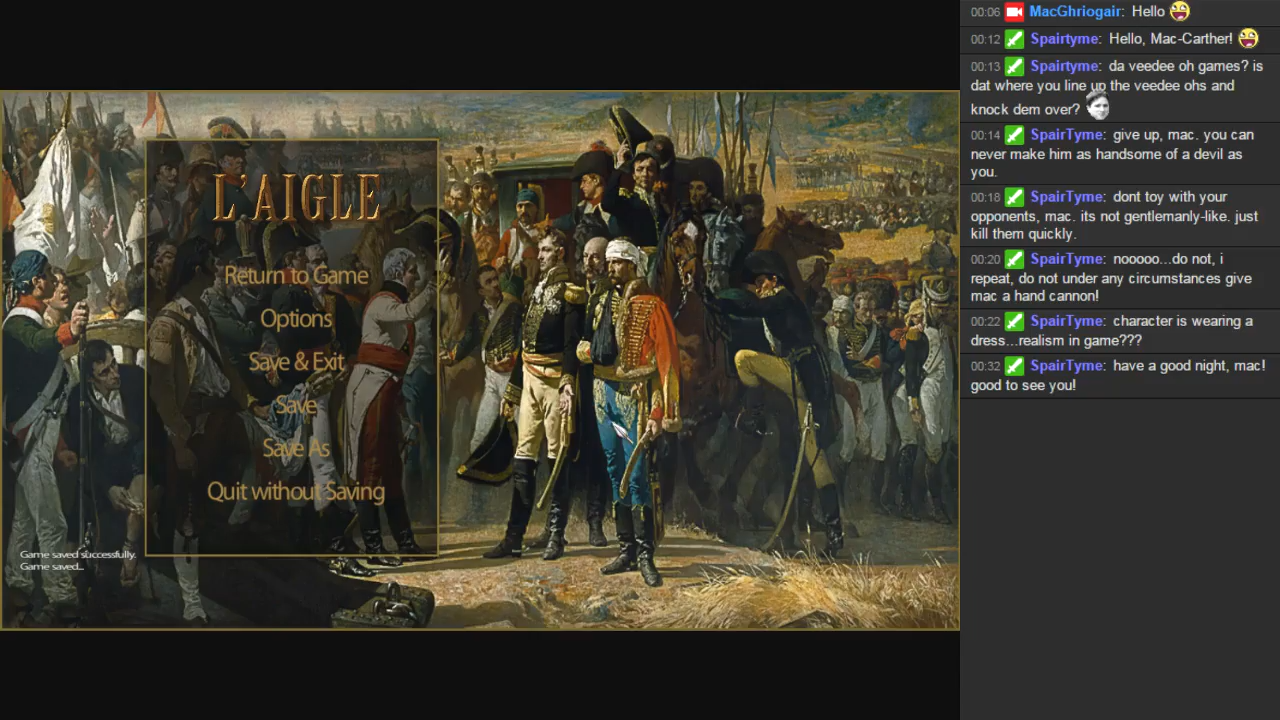 L'AIGLE
Return to Game
Options
Save & Exit
Save
Save As
Quit without Saving
Game saved successfully.
Game saved...
00:06 MacGhriogair: Hello
00:12 Spairtyme: Hello, Mac-Carther!
00:13 Spairtyme: da veedee oh games? is
dat where you line up the veedee ohs and
knock dem over?
00:14 SpairTyme: give up, mac. you can
never make him as handsome of a devil as
you.
00:18 SpairTyme: dont toy with your
opponents, mac. its not gentlemanly-like. just
kill them quickly.
00:20 SpairTyme: nooooo...do not, i
repeat, do not under any circumstances give
mac a hand cannon!
00:22 SpairTyme: character is wearing a
dress...realism in game???
00:32 SpairTyme: have a good night, mac!
good to see you!